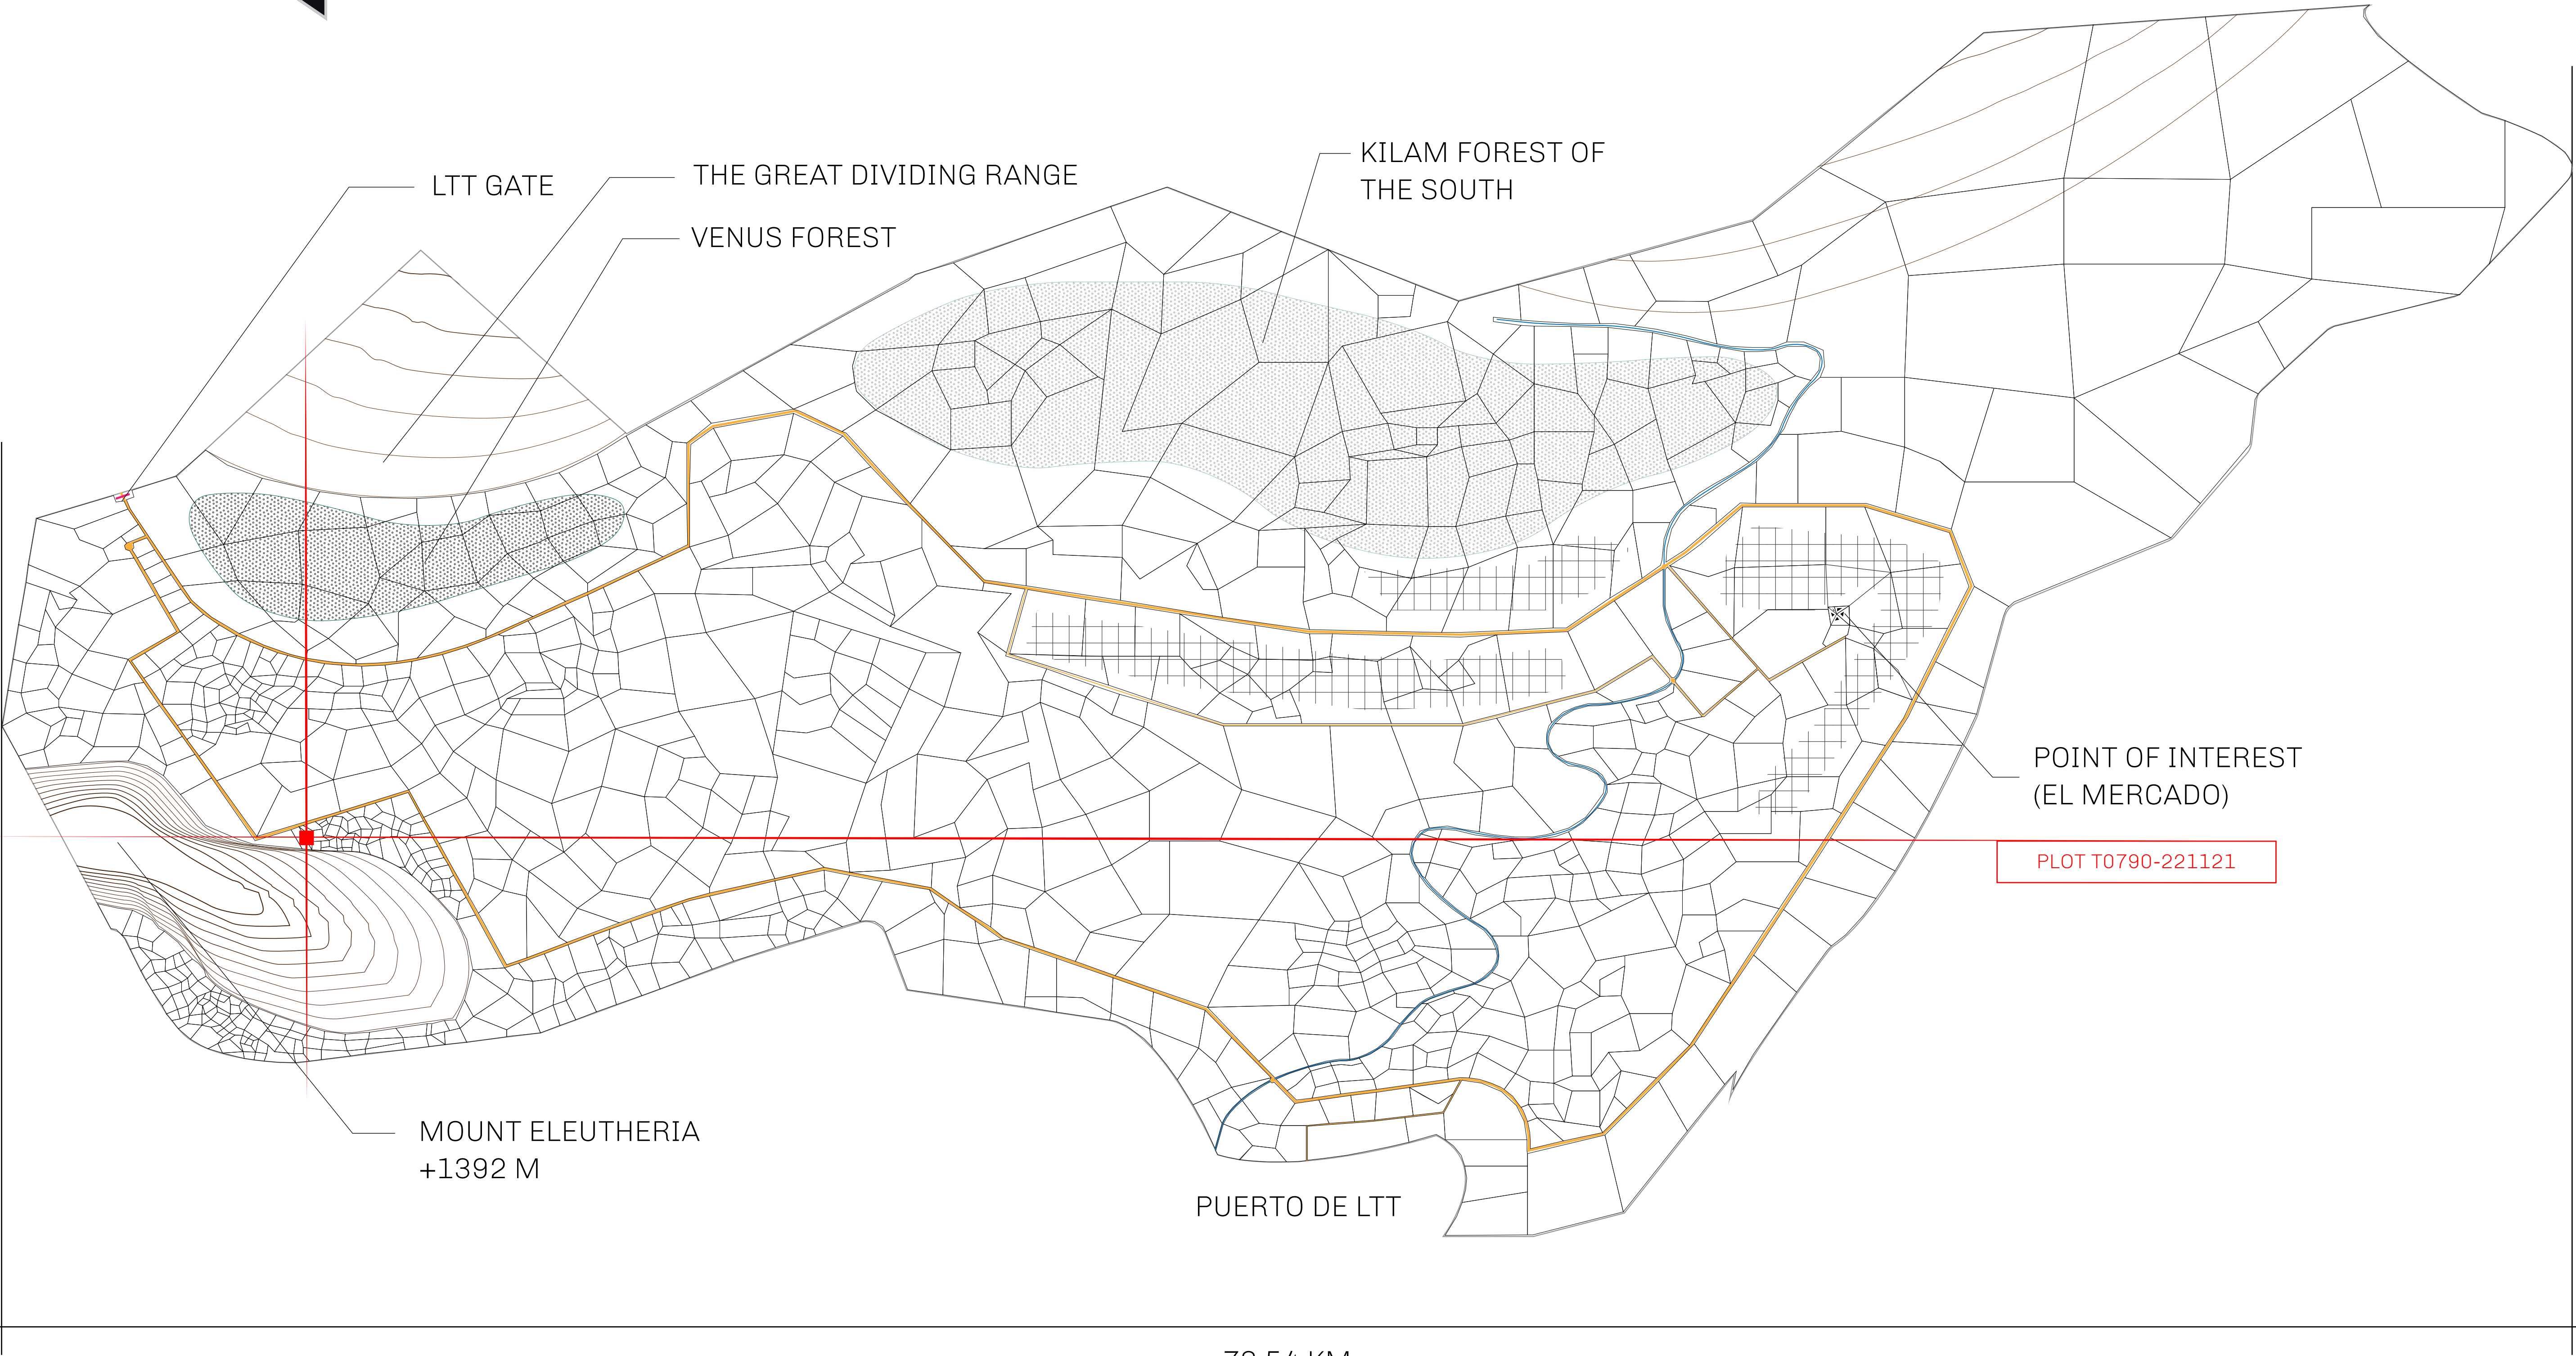 KILAM FOREST OF
THE SOUTH
LTT GATE
THE GREAT DIVIDING RANGE
VENUS FOREST
POINT OF INTEREST
(EL MERCADO)
PLOT T0790-221121
MOUNT ELEUTHERIA
+1392 M
PUERTO DE LTT
KM